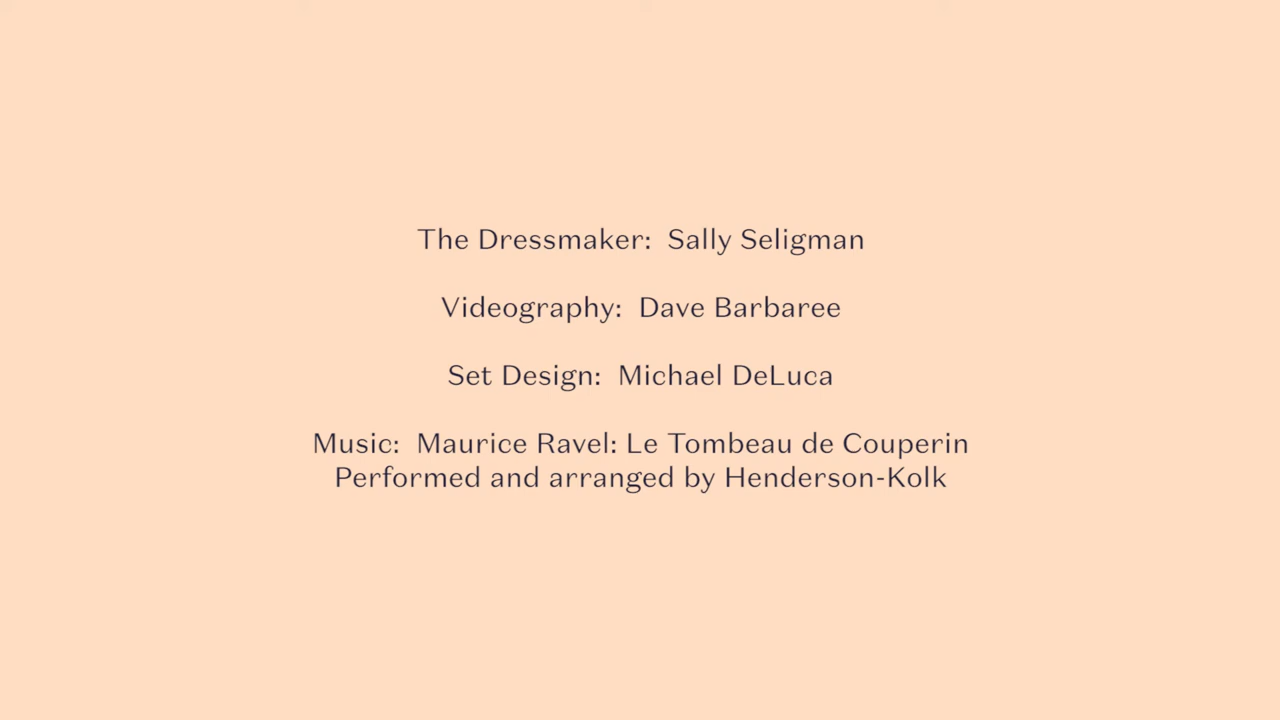 The Dressmaker:  Sally Seligman
Videography:  Dave Barbaree
Set Design:  Michael DeLuca
Music:  Maurice Ravel: Le Tombeau de Couperin
Performed and arranged by Henderson-Kolk